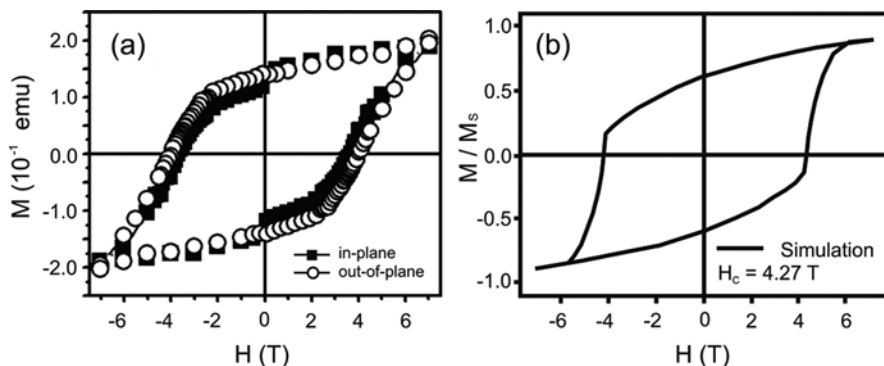 (a)
M (10⁻¹ emu)
2.0
1.0
0.0
-1.0
-2.0
in-plane
out-of-plane
-6 -4 -2 0 2 4 6
H (T)
(b)
M / Mₛ
1.0
0.5
0.0
-0.5
-1.0
Simulation
H_c = 4.27 T
-6 -4 -2 0 2 4 6
H (T)